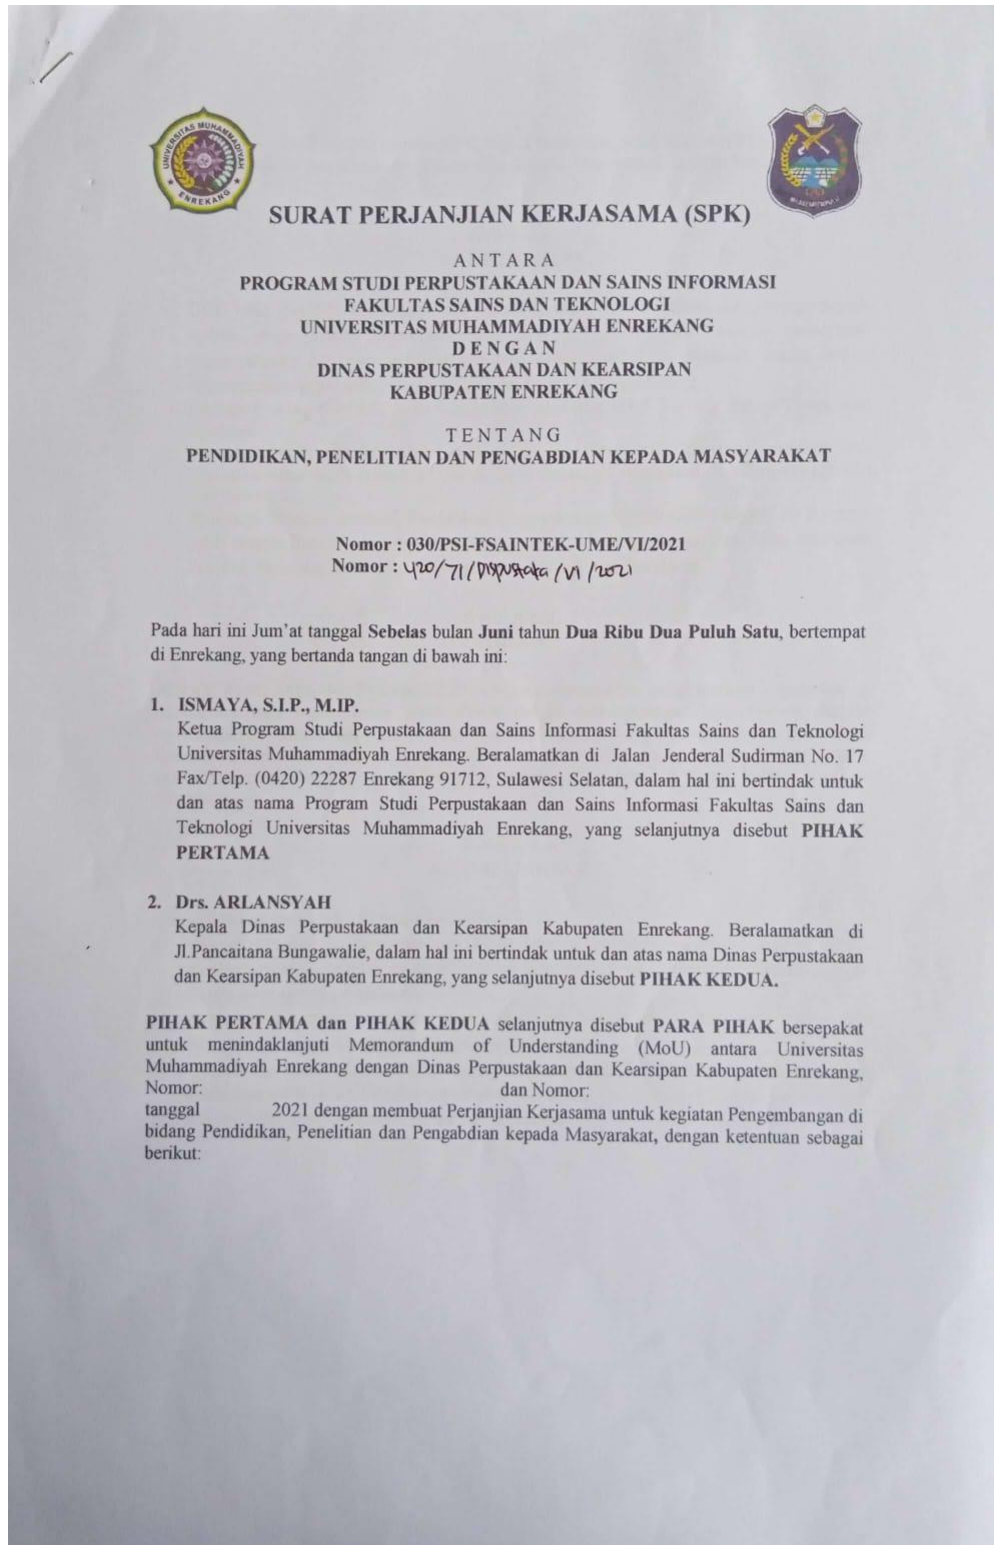 UNIVERSITAS MUHAMMADIYAH
ENREKANG
SURAT PERJANJIAN KERJASAMA (SPK)
A N T A R A
PROGRAM STUDI PERPUSTAKAAN DAN SAINS INFORMASI
FAKULTAS SAINS DAN TEKNOLOGI
UNIVERSITAS MUHAMMADIYAH ENREKANG
D E N G A N
DINAS PERPUSTAKAAN DAN KEARSIPAN
KABUPATEN ENREKANG
T E N T A N G
PENDIDIKAN, PENELITIAN DAN PENGABDIAN KEPADA MASYARAKAT
Nomor : 030/PSI-FSAINTEK-UME/VI/2021
Nomor : 420/71/Dispustaka/VI/2021
Pada hari ini Jum'at tanggal Sebelas bulan Juni tahun Dua Ribu Dua Puluh Satu, bertempat
di Enrekang, yang bertanda tangan di bawah ini:
1. ISMAYA, S.I.P., M.IP.
Ketua Program Studi Perpustakaan dan Sains Informasi Fakultas Sains dan Teknologi
Universitas Muhammadiyah Enrekang. Beralamatkan di Jalan Jenderal Sudirman No. 17
Fax/Telp. (0420) 22287 Enrekang 91712, Sulawesi Selatan, dalam hal ini bertindak untuk
dan atas nama Program Studi Perpustakaan dan Sains Informasi Fakultas Sains dan
Teknologi Universitas Muhammadiyah Enrekang, yang selanjutnya disebut PIHAK
PERTAMA
2. Drs. ARLANSYAH
Kepala Dinas Perpustakaan dan Kearsipan Kabupaten Enrekang. Beralamatkan di
Jl.Pancaitana Bungawalie, dalam hal ini bertindak untuk dan atas nama Dinas Perpustakaan
dan Kearsipan Kabupaten Enrekang, yang selanjutnya disebut PIHAK KEDUA.
PIHAK PERTAMA dan PIHAK KEDUA selanjutnya disebut PARA PIHAK bersepakat
untuk menindaklanjuti Memorandum of Understanding (MoU) antara Universitas
Muhammadiyah Enrekang dengan Dinas Perpustakaan dan Kearsipan Kabupaten Enrekang,
Nomor: dan Nomor:
tanggal 2021 dengan membuat Perjanjian Kerjasama untuk kegiatan Pengembangan di
bidang Pendidikan, Penelitian dan Pengabdian kepada Masyarakat, dengan ketentuan sebagai
berikut: